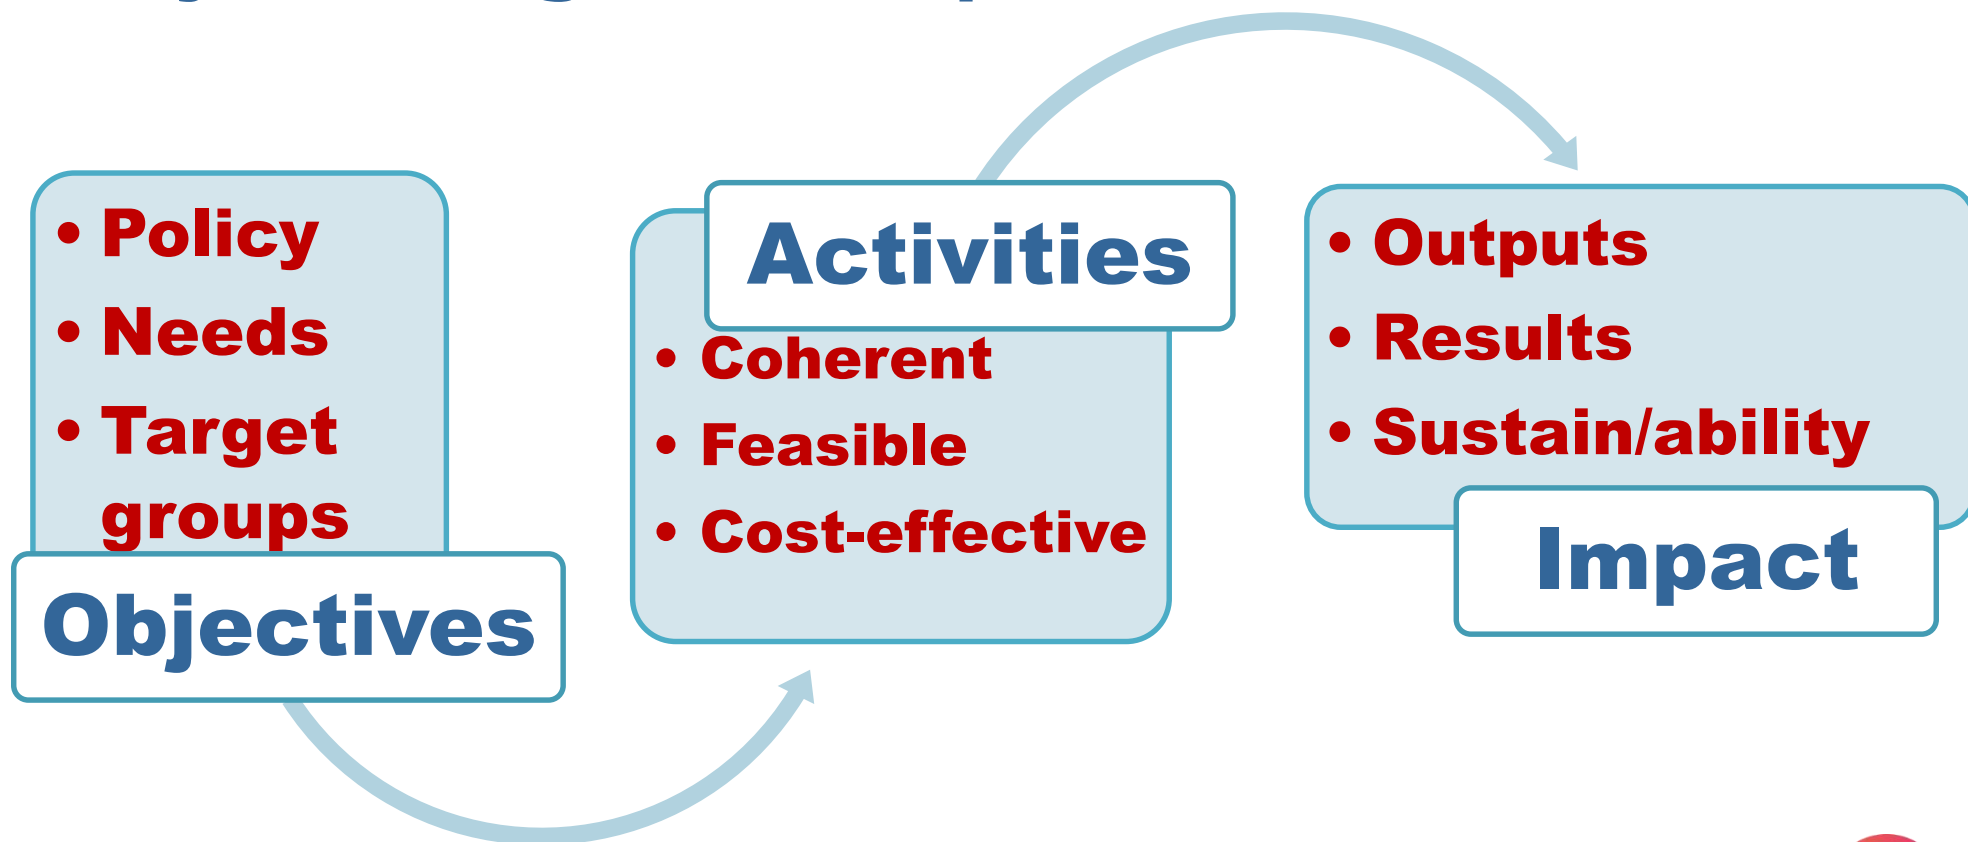 • Policy
• Needs
• Target
groups
Objectives
Activities
• Coherent
• Feasible
• Cost-effective
• Outputs
• Results
• Sustain/ability
Impact